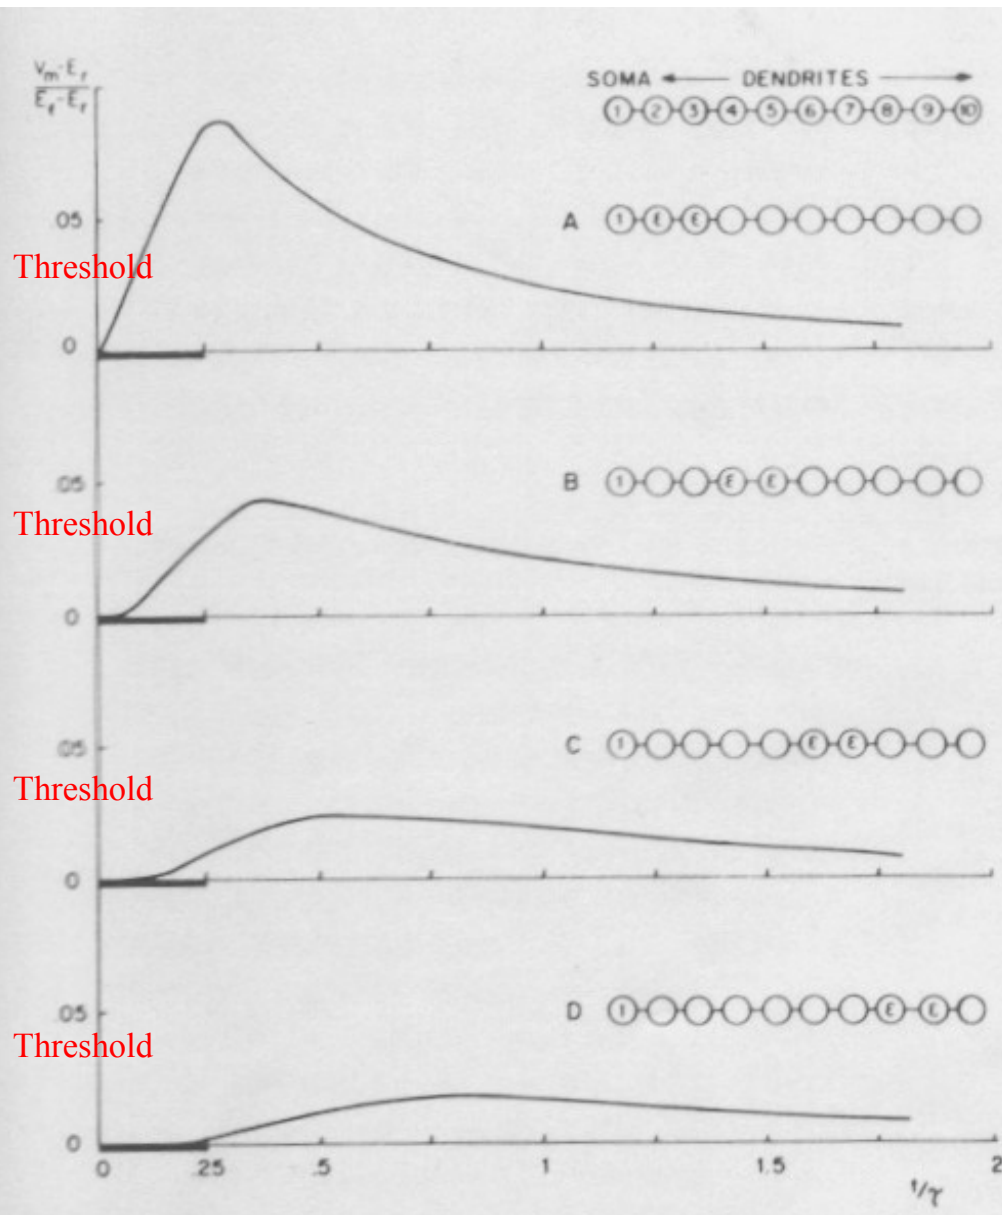 Vm-Er
SOMA ← DENDRITES →
Eε-Er
1 2 3 4 5 6 7 8 9 10
.05
A 1 ε ε
Threshold
0
.05
B 1 ε ε
Threshold
0
.05
C 1 ε ε
Threshold
0
.05
D 1 ε ε
Threshold
0
0 .25 .5 1 1.5 2
t/τ